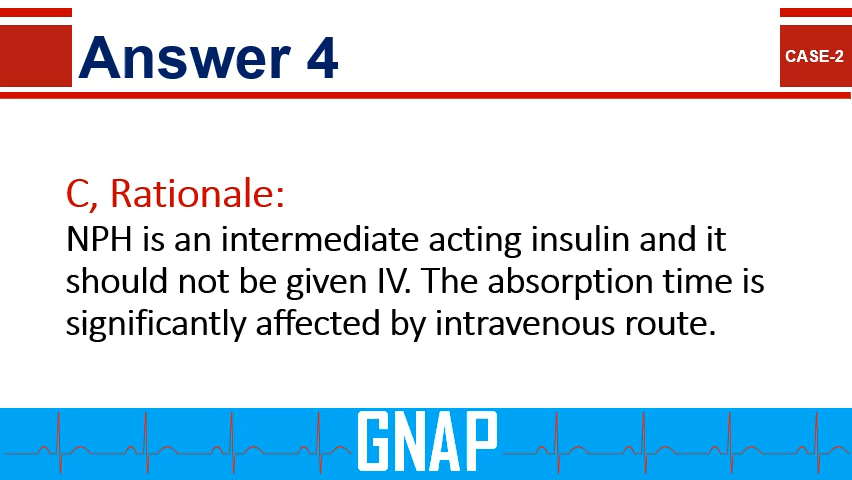 Answer 4
CASE-2
C, Rationale:
NPH is an intermediate acting insulin and it
should not be given IV. The absorption time is
significantly affected by intravenous route.
GNAP